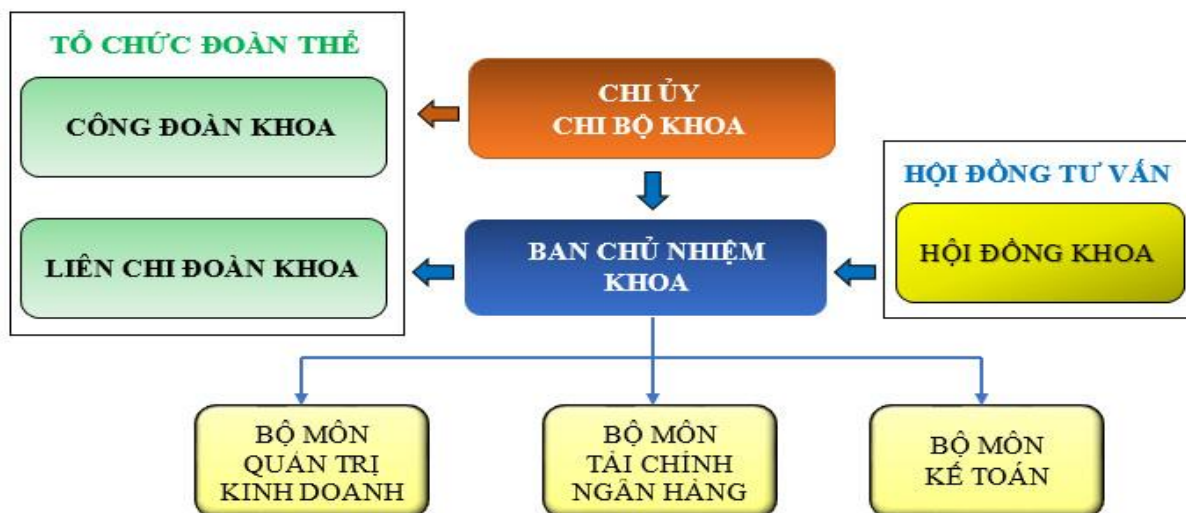 TỔ CHỨC ĐOÀN THỂ
CÔNG ĐOÀN KHOA
LIÊN CHI ĐOÀN KHOA
CHI ỦY
CHI BỘ KHOA
BAN CHỦ NHIỆM
KHOA
HỘI ĐỒNG TƯ VẤN
HỘI ĐỒNG KHOA
BỘ MÔN
QUẢN TRỊ
KINH DOANH
BỘ MÔN
TÀI CHÍNH
NGÂN HÀNG
BỘ MÔN
KẾ TOÁN